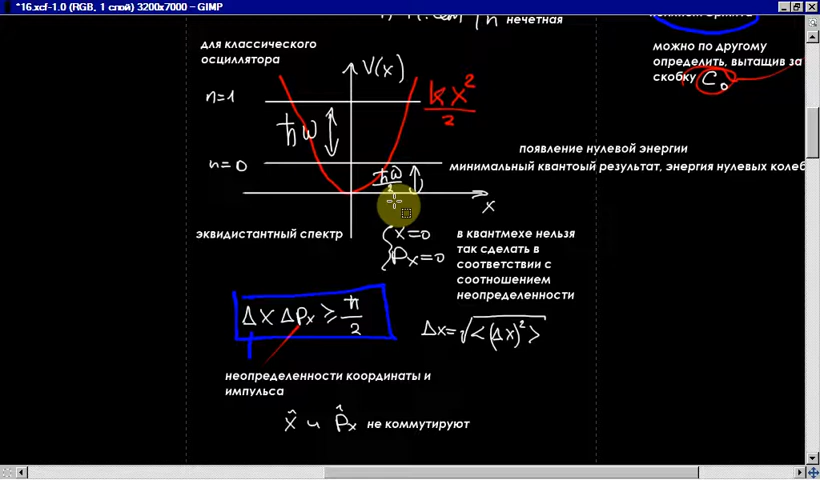 *16.xcf-1.0 (RGB, 1 слой) 3200x7000 – GIMP
нечетная
для классического
осциллятора
V(x)
n=1
ħω
kx²/2
n=0
ħω/2
x
можно по другому
определить, вытащив за
скобку C₀
появление нулевой энергии
минимальный квантоый результат, энергия нулевых колеб
эквидистантный спектр
x=0
Px=0
в квантмехе нельзя
так сделать в
соответствии с
соотношением
неопределенности
Δx ΔPx ≥ ħ/2
Δx=√<(Δx)²>
неопределенности координаты и
импульса
x̂ и P̂x не коммутируют